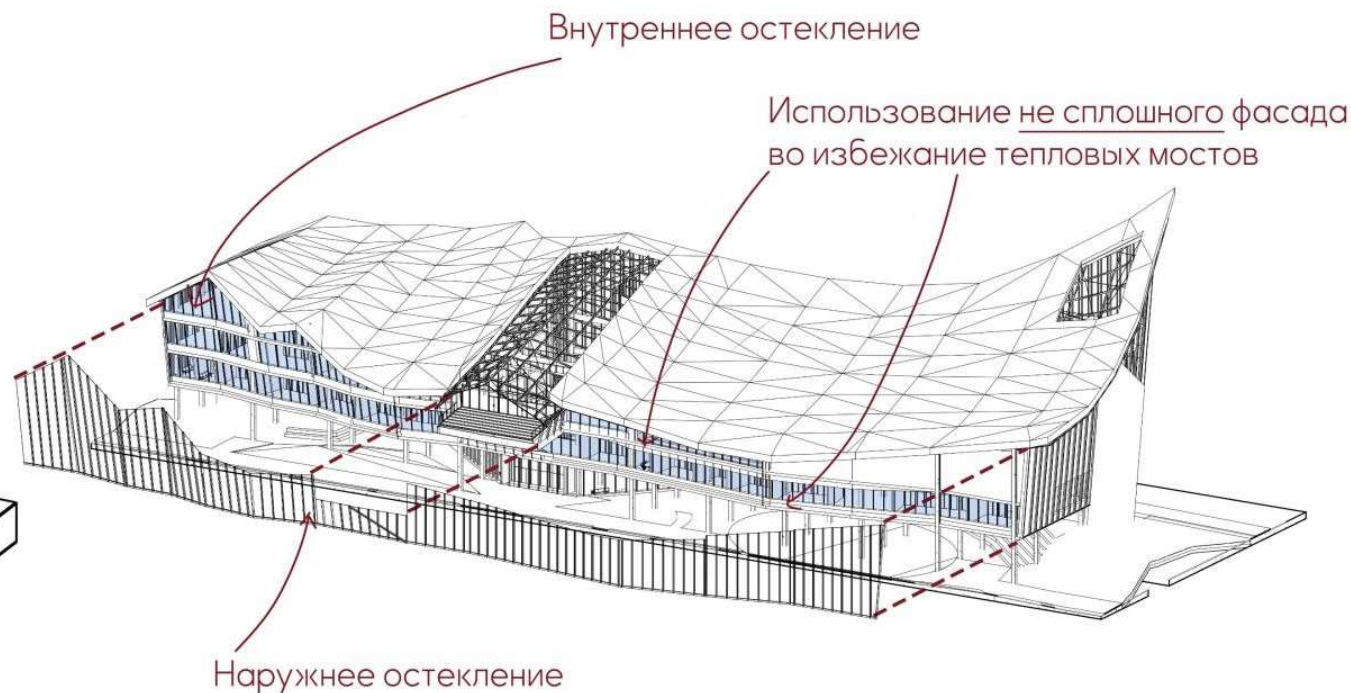 Внутреннее остекление
Использование не сплошного фасада
во избежание тепловых мостов
Наружнее остекление